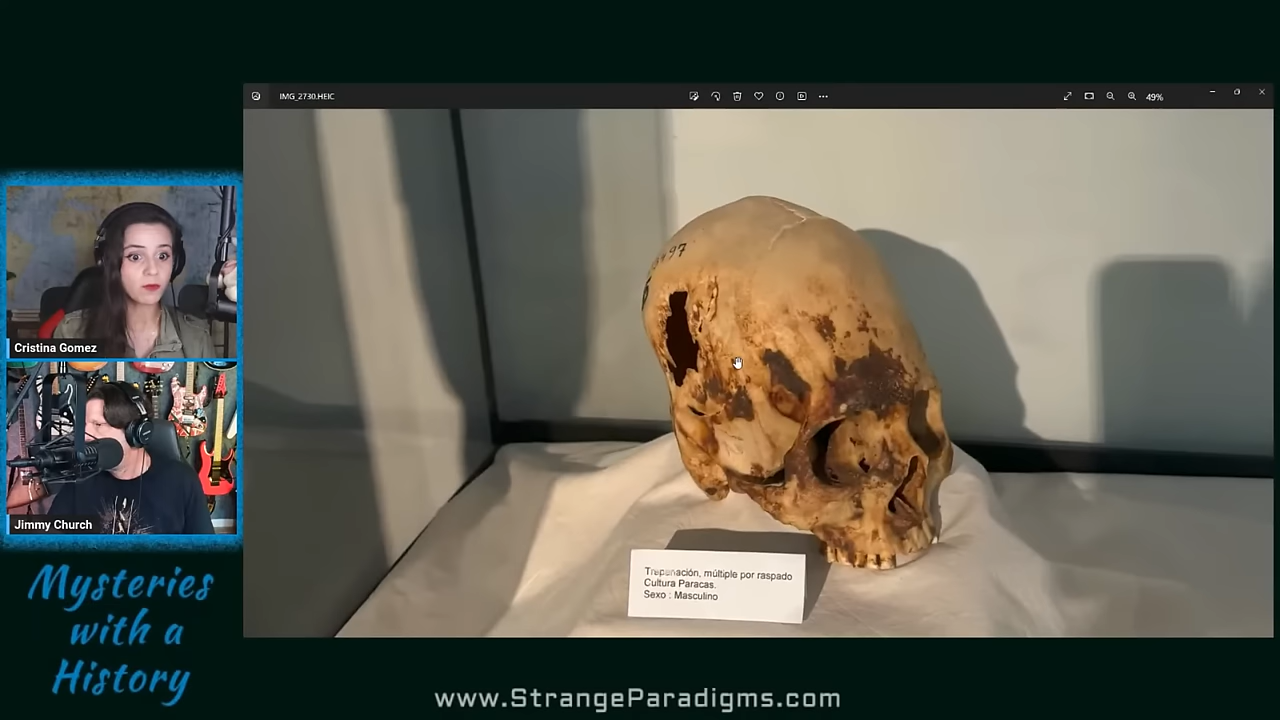 IMG_2730.HEIC
49%
97
Cristina Gomez
Jimmy Church
Trepanación, múltiple por raspado
Cultura Paracas.
Sexo : Masculino
Mysteries
with a
History
www.StrangeParadigms.com